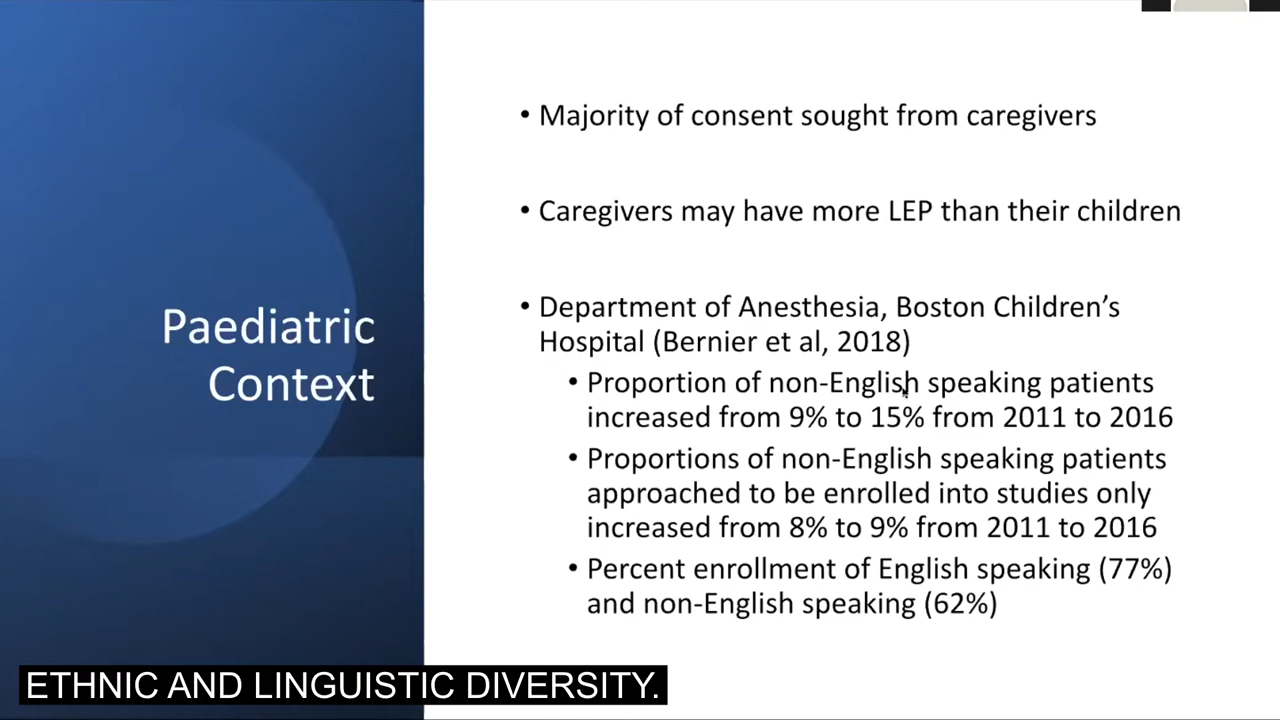 Paediatric
Context
• Majority of consent sought from caregivers
• Caregivers may have more LEP than their children
• Department of Anesthesia, Boston Children’s
Hospital (Bernier et al, 2018)
• Proportion of non-English speaking patients
increased from 9% to 15% from 2011 to 2016
• Proportions of non-English speaking patients
approached to be enrolled into studies only
increased from 8% to 9% from 2011 to 2016
• Percent enrollment of English speaking (77%)
and non-English speaking (62%)
ETHNIC AND LINGUISTIC DIVERSITY.